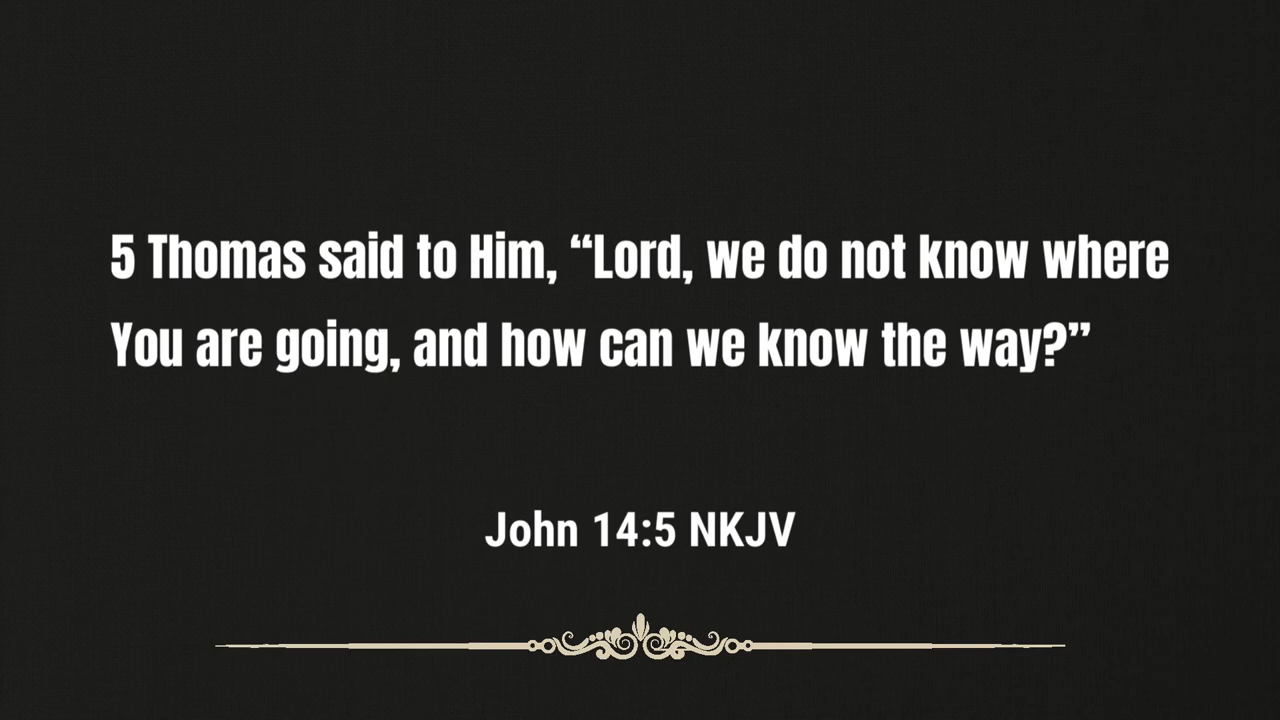 5 Thomas said to Him, “Lord, we do not know where
You are going, and how can we know the way?”
John 14:5 NKJV